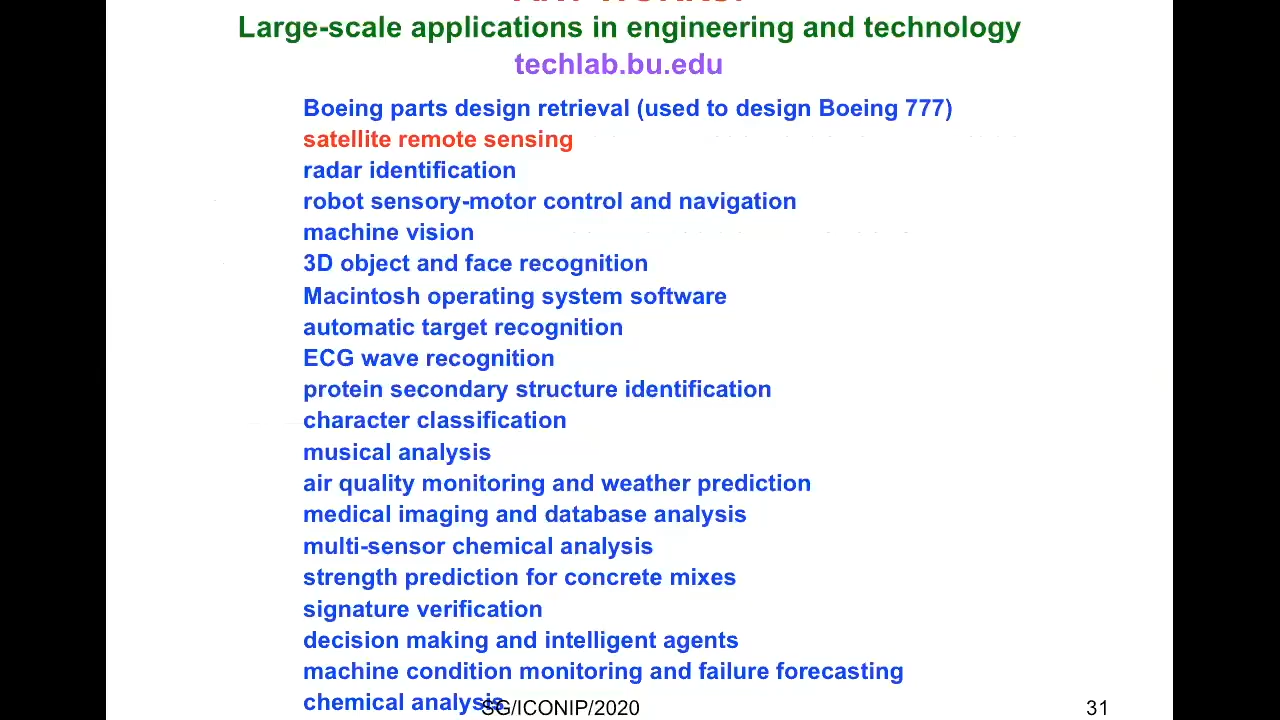 Large-scale applications in engineering and technology
techlab.bu.edu
Boeing parts design retrieval (used to design Boeing 777)
satellite remote sensing
radar identification
robot sensory-motor control and navigation
machine vision
3D object and face recognition
Macintosh operating system software
automatic target recognition
ECG wave recognition
protein secondary structure identification
character classification
musical analysis
air quality monitoring and weather prediction
medical imaging and database analysis
multi-sensor chemical analysis
strength prediction for concrete mixes
signature verification
decision making and intelligent agents
machine condition monitoring and failure forecasting
chemical analysis
SG/ICONIP/2020
31